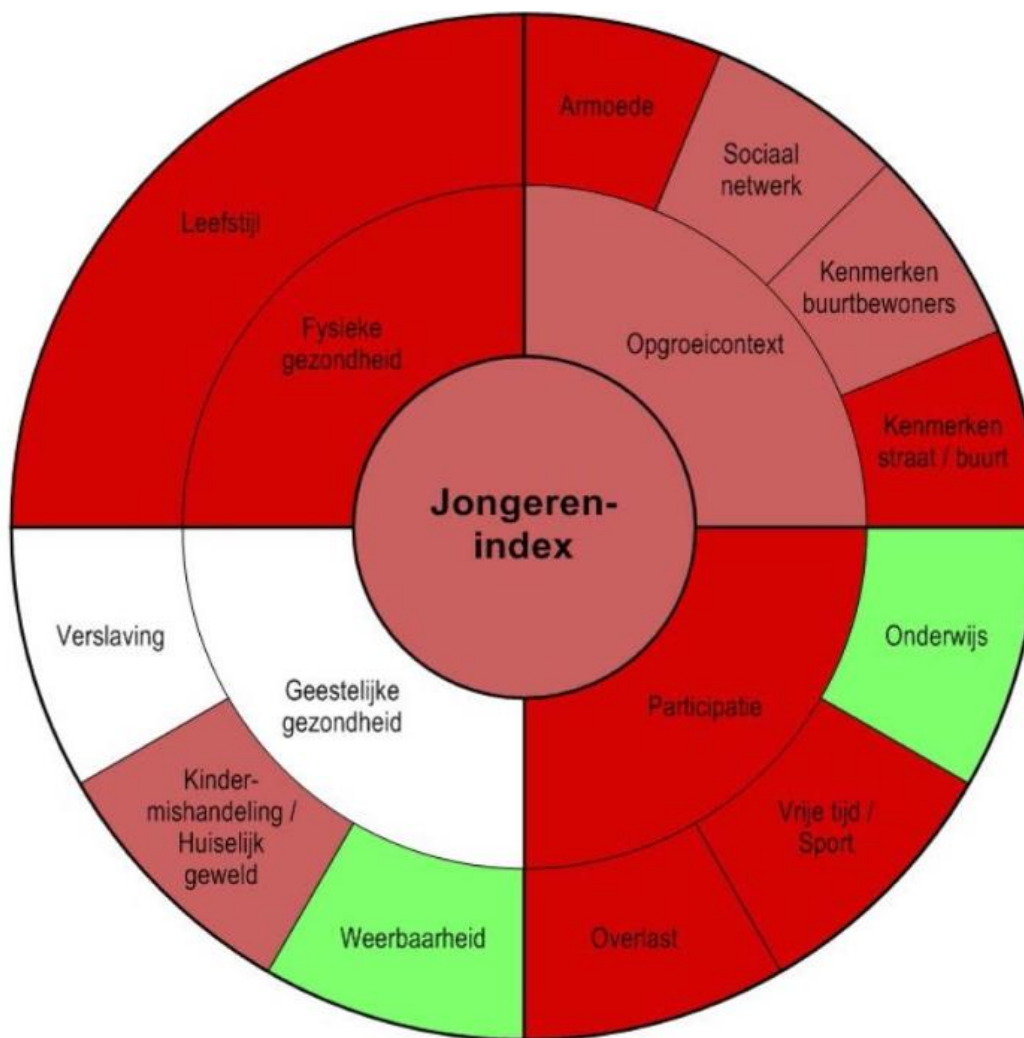 Armoede
Sociaal
netwerk
Kenmerken
buurtbewoners
Kenmerken
straat / buurt
Leefstijl
Fysieke
gezondheid
Opgroeicontext
Jongeren-
index
Verslaving
Geestelijke
gezondheid
Kinder-
mishandeling /
Huiselijk
geweld
Weerbaarheid
Participatie
Onderwijs
Vrije tijd /
Sport
Overlast